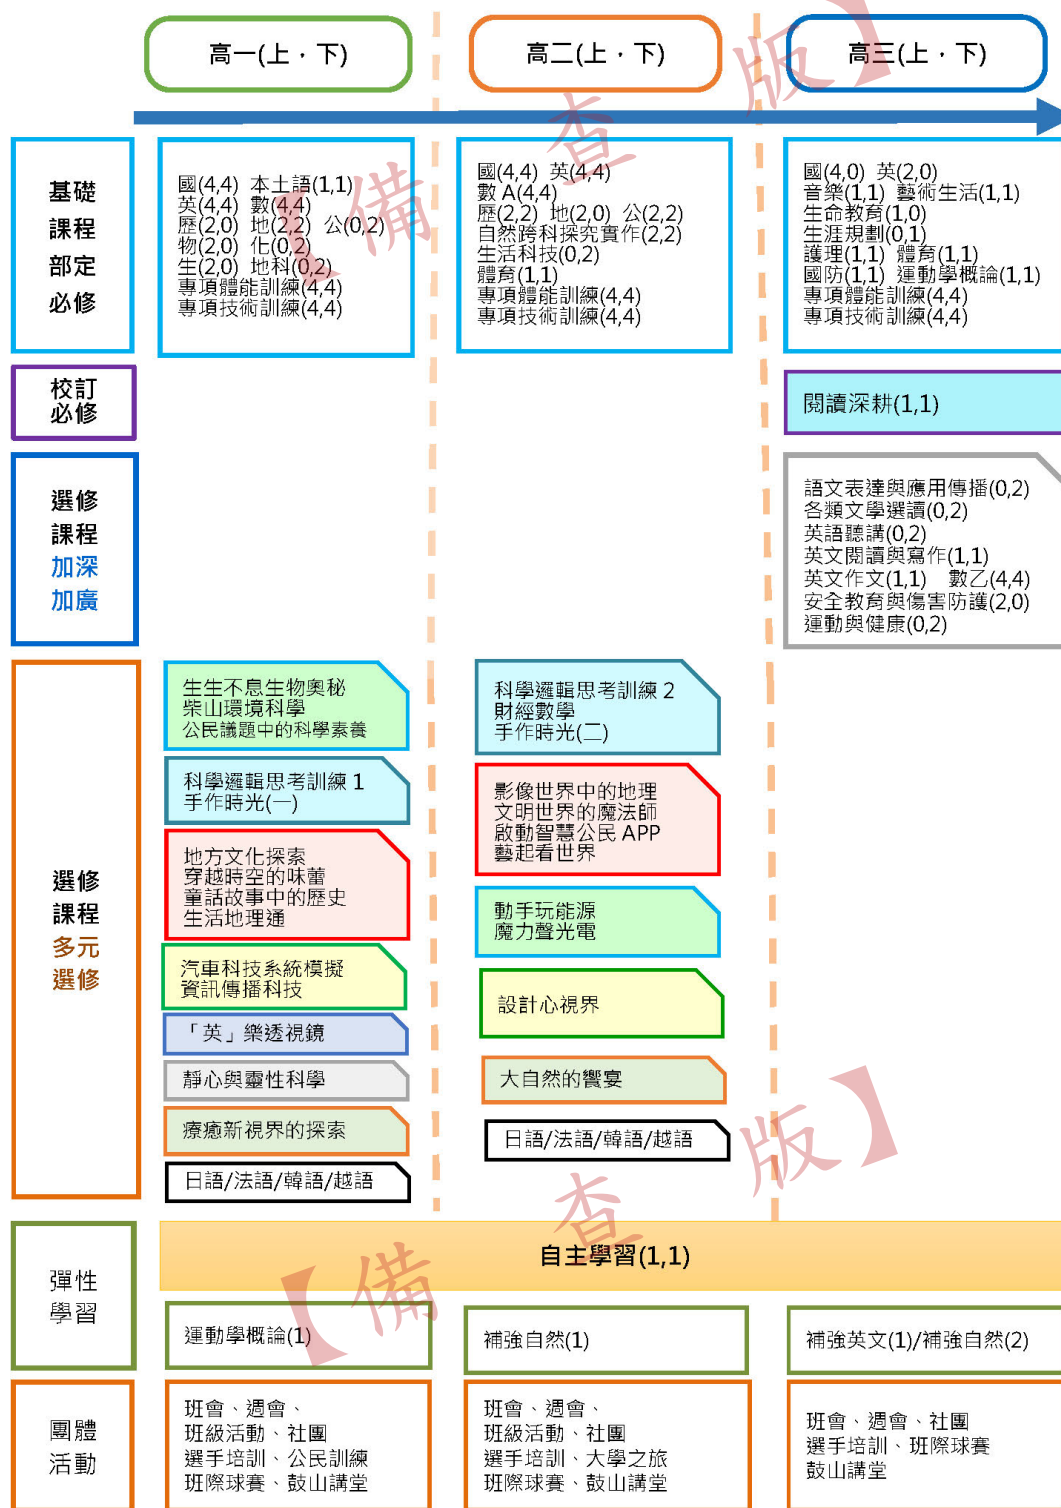 高一(上，下)
高二(上，下)
高三(上，下)
基礎
課程
部定
必修
國(4,4) 本土語(1,1)
英(4,4) 數(4,4)
歷(2,0) 地(2,2) 公(0,2)
物(2,0) 化(0,2)
生(2,0) 地科(0,2)
專項體能訓練(4,4)
專項技術訓練(4,4)
國(4,4) 英(4,4)
數 A(4,4)
歷(2,2) 地(2,0) 公(2,2)
自然跨科探究實作(2,2)
生活科技(0,2)
體育(1,1)
專項體能訓練(4,4)
專項技術訓練(4,4)
國(4,0) 英(2,0)
音樂(1,1) 藝術生活(1,1)
生命教育(1,0)
生涯規劃(0,1)
護理(1,1) 體育(1,1)
國防(1,1) 運動學概論(1,1)
專項體能訓練(4,4)
專項技術訓練(4,4)
校訂
必修
閱讀深耕(1,1)
選修
課程
加深
加廣
語文表達與應用傳播(0,2)
各類文學選讀(0,2)
英語聽講(0,2)
英文閱讀與寫作(1,1)
英文作文(1,1) 數乙(4,4)
安全教育與傷害防護(2,0)
運動與健康(0,2)
選修
課程
多元
選修
生生不息生物奧秘
柴山環境科學
公民議題中的科學素養
科學邏輯思考訓練 1
手作時光(一)
地方文化探索
穿越時空的味蕾
童話故事中的歷史
生活地理通
汽車科技系統模擬
資訊傳播科技
「英」樂透視鏡
靜心與靈性科學
療癒新視界的探索
日語/法語/韓語/越語
科學邏輯思考訓練 2
財經數學
手作時光(二)
影像世界中的地理
文明世界的魔法師
啟動智慧公民 APP
藝起看世界
動手玩能源
魔力聲光電
設計心視界
大自然的饗宴
日語/法語/韓語/越語
彈性
學習
自主學習(1,1)
運動學概論(1)
補強自然(1)
補強英文(1)/補強自然(2)
團體
活動
班會、週會、
班級活動、社團
選手培訓、公民訓練
班際球賽、鼓山講堂
班會、週會、
班級活動、社團
選手培訓、大學之旅
班際球賽、鼓山講堂
班會、週會、社團
選手培訓、班際球賽
鼓山講堂
【備查版】
【備查版】